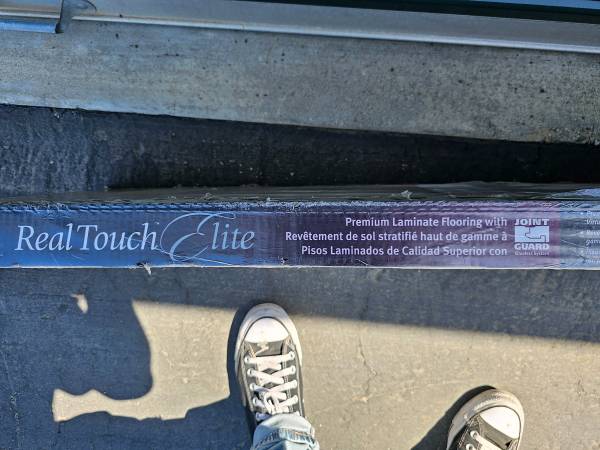 Real Touch Elite
Premium Laminate Flooring with
Revêtement de sol stratifié haut de gamme à
Pisos Laminados de Calidad Superior con
JOINT
GUARD